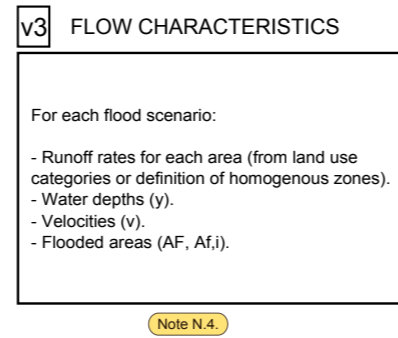 v3 FLOW CHARACTERISTICS
For each flood scenario:
- Runoff rates for each area (from land use
categories or definition of homogenous zones).
- Water depths (y).
- Velocities (v).
- Flooded areas (AF, Af,i).
Note N.4.